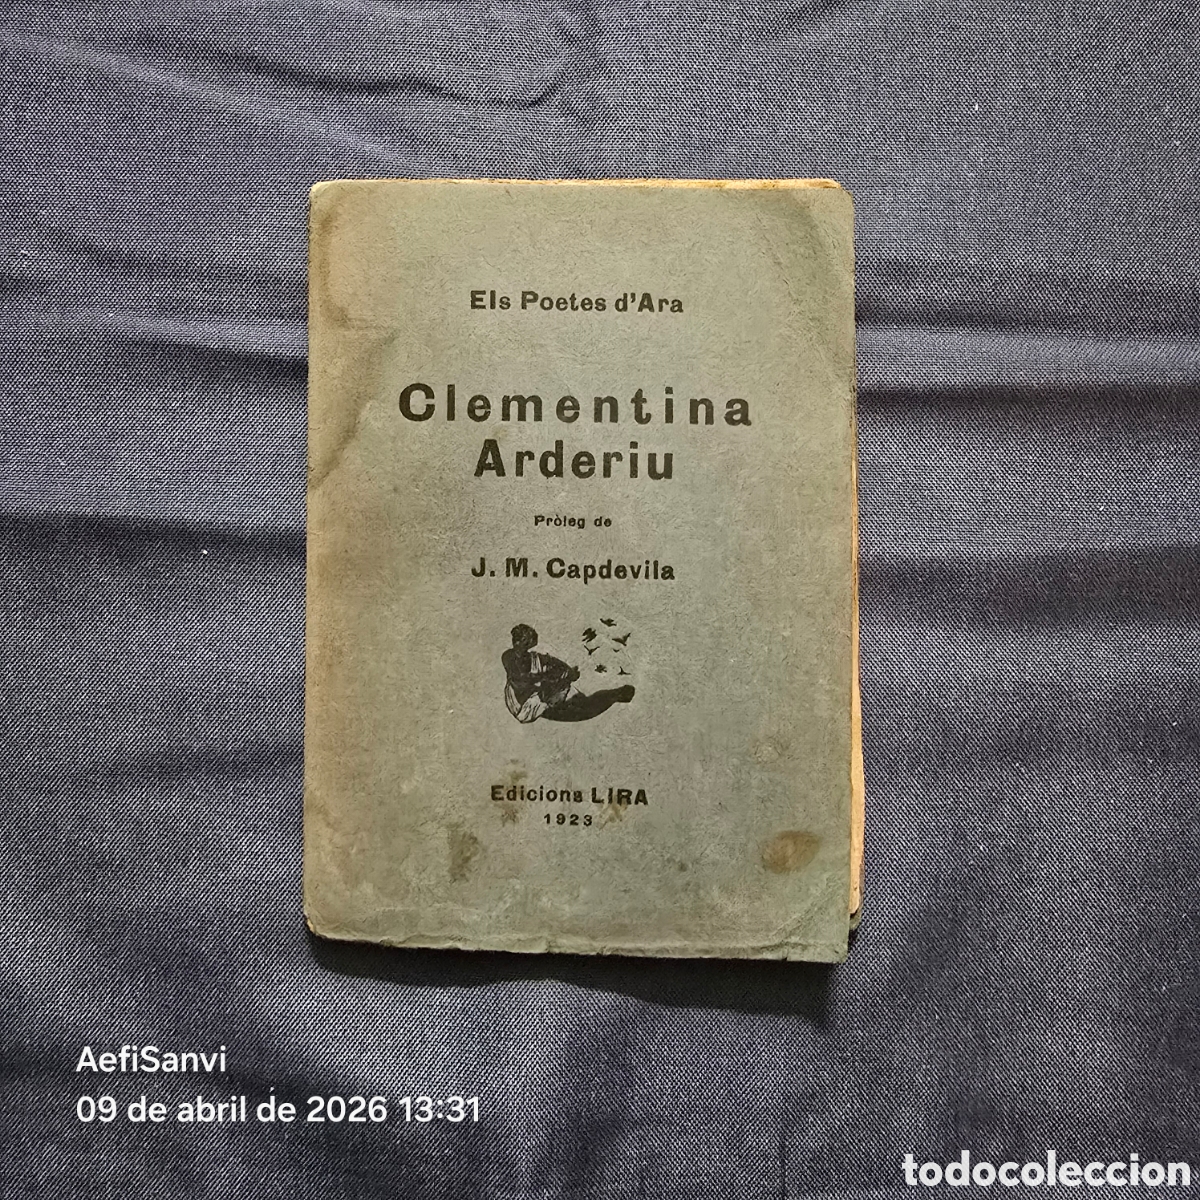 Els Poetes d'Ara
Clementina
Arderiu
Pròleg de
J. M. Capdevila
Edicions LIRA
1923
AefiSanvi
09 de abril de 2026 13:31
todocoleccion